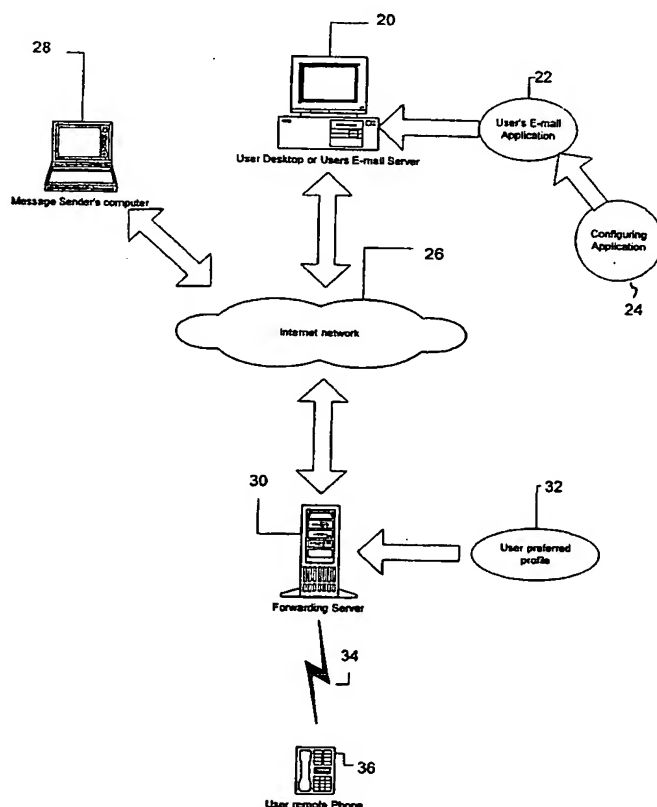 28
20
22
User's E-mail
Application
User Desktop or Users E-mail Server
Message Sender's computer
Configuring
Application
24
26
Internet network
30
32
User preferred
profile
Forwarding Server
34
36
User remote Phone